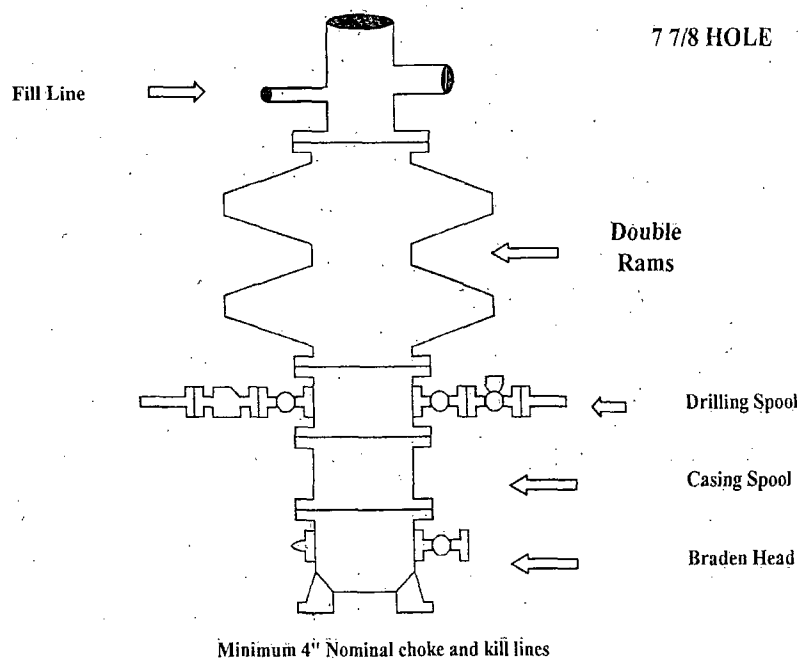 7 7/8 HOLE
Fill Line
Double
Rams
Drilling Spool
Casing Spool
Braden Head
Minimum 4" Nominal choke and kill lines